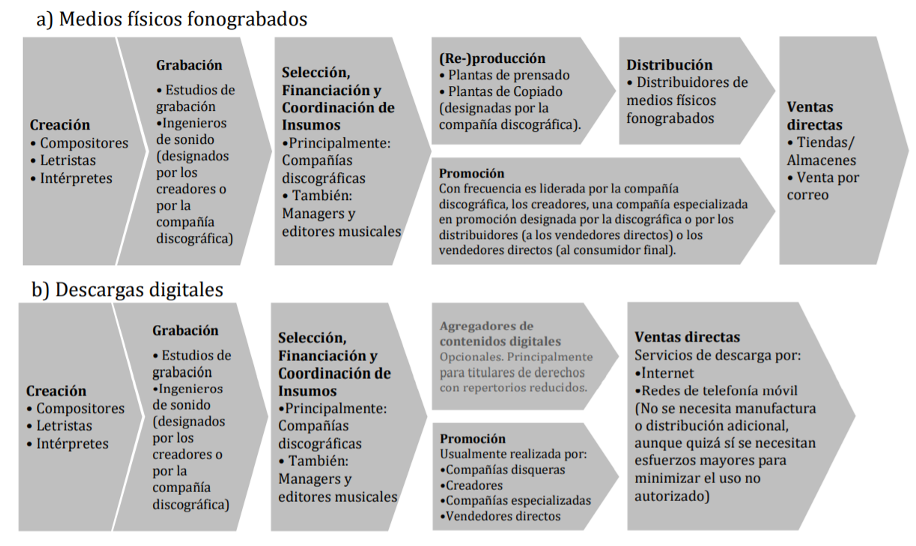 a) Medios físicos fonograbados
Creación
• Compositores
• Letristas
• Intérpretes
Grabación
• Estudios de
grabación
•Ingenieros
de sonido
(designados
por los
creadores o
por la
compañía
discográfica)
Selección,
Financiación y
Coordinación de
Insumos
•Principalmente:
Compañías
discográficas
• También:
Managers y
editores musicales
(Re-)producción
• Plantas de prensado
• Plantas de Copiado
(designadas por la
compañía discográfica).
Distribución
• Distribuidores de
medios físicos
fonograbados
Promoción
Con frecuencia es liderada por la compañía
discográfica, los creadores, una compañía especializada
en promoción designada por la discográfica o por los
distribuidores (a los vendedores directos) o los
vendedores directos (al consumidor final).
Ventas
directas
• Tiendas/
Almacenes
• Venta por
correo
b) Descargas digitales
Creación
• Compositores
• Letristas
• Intérpretes
Grabación
• Estudios de
grabación
•Ingenieros
de sonido
(designados
por los
creadores o
por la
compañía
discográfica)
Selección,
Financiación y
Coordinación de
Insumos
•Principalmente:
Compañías
discográficas
• También:
Managers y
editores musicales
Agregadores de
contenidos digitales
Opcionales. Principalmente
para titulares de derechos
con repertorios reducidos.
Promoción
Usualmente realizada por:
•Compañías disqueras
•Creadores
•Compañías especializadas
•Vendedores directos
Ventas directas
Servicios de descarga por:
•Internet
•Redes de telefonía móvil
(No se necesita manufactura
o distribución adicional,
aunque quizá sí se necesitan
esfuerzos mayores para
minimizar el uso no
autorizado)